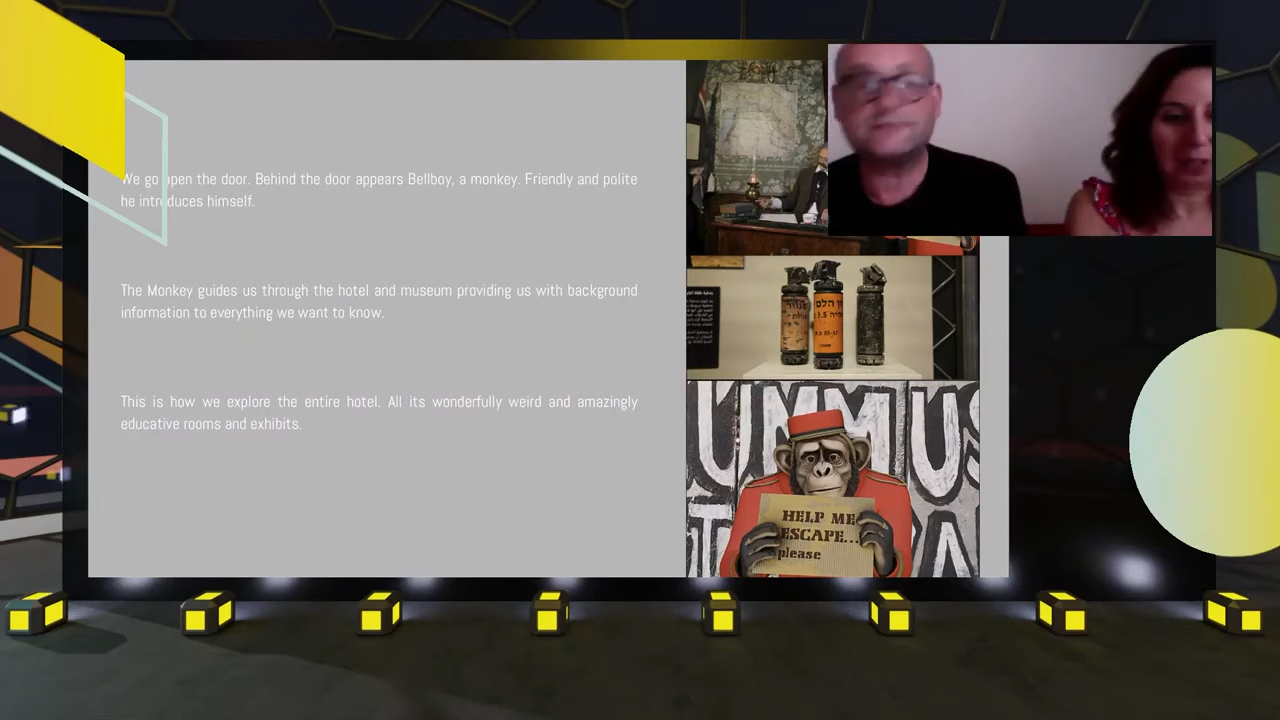 We go open the door. Behind the door appears Bellboy, a monkey. Friendly and polite
he introduces himself.
The Monkey guides us through the hotel and museum providing us with background
information to everything we want to know.
This is how we explore the entire hotel. All its wonderfully weird and amazingly
educative rooms and exhibits.
הלם
3.5
HELP ME
ESCAPE...
please